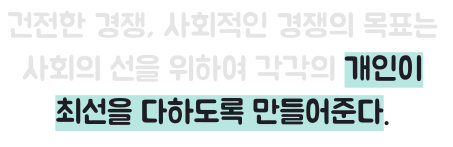 건전한 경쟁, 사회적인 경쟁의 목표는
사회의 선을 위하여 각각의 개인이
최선을 다하도록 만들어준다.